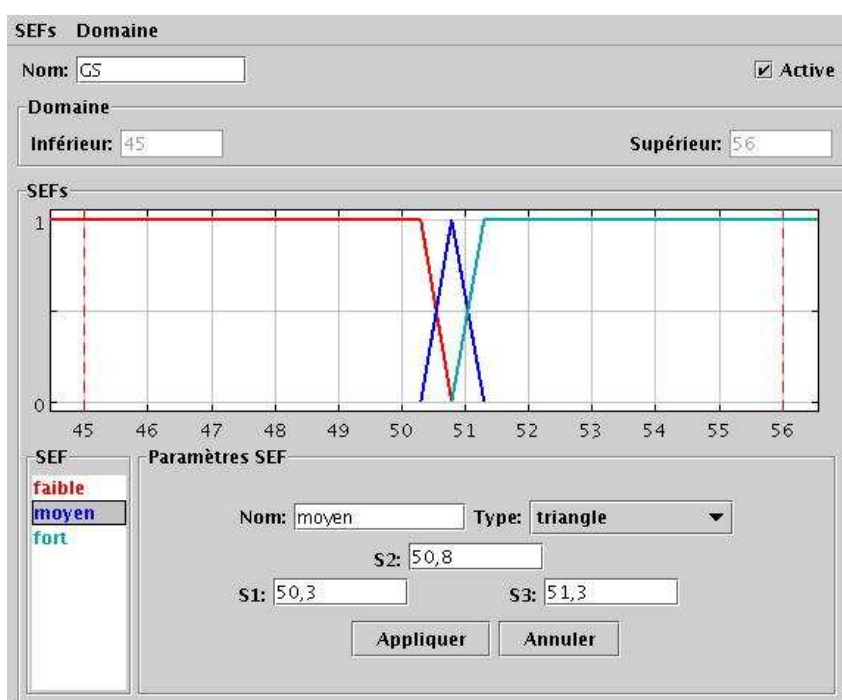 SEFs Domaine
Nom: GS Active
Domaine
Inférieur: 45 Supérieur: 56
SEFs
1
0
45 46 47 48 49 50 51 52 53 54 55 56
SEF Paramètres SEF
faible
moyen
fort
Nom: moyen Type: triangle
S2: 50,8
S1: 50,3 S3: 51,3
Appliquer Annuler